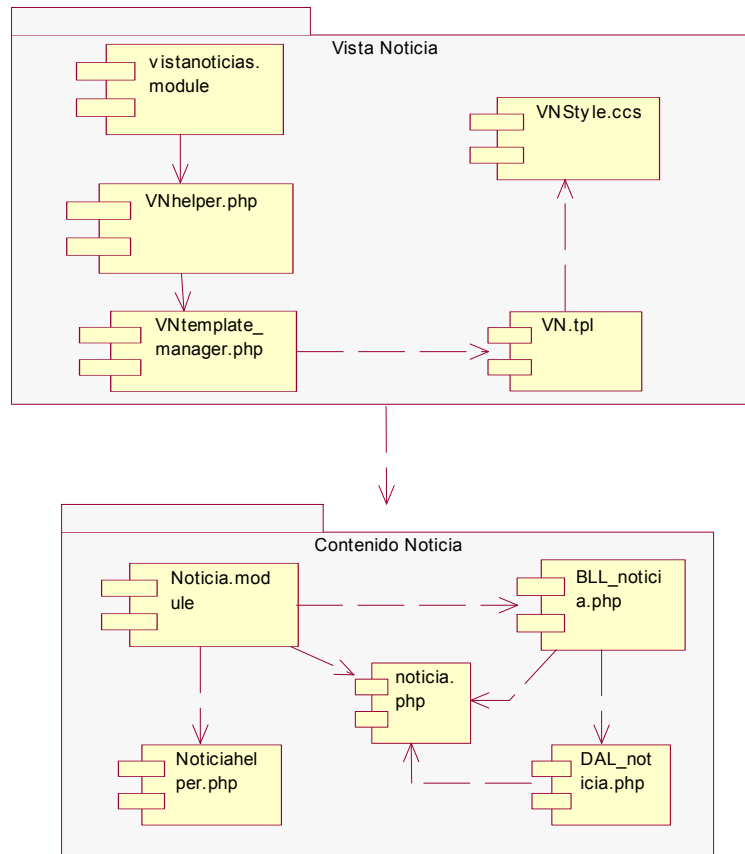 Vista Noticia
vistanoticias.
module
VNStyle.ccs
VNhelper.php
VNtemplate_
manager.php
VN.tpl
Contenido Noticia
Noticia.mod
ule
BLL_notici
a.php
noticia.
php
Noticiahel
per.php
DAL_not
icia.php